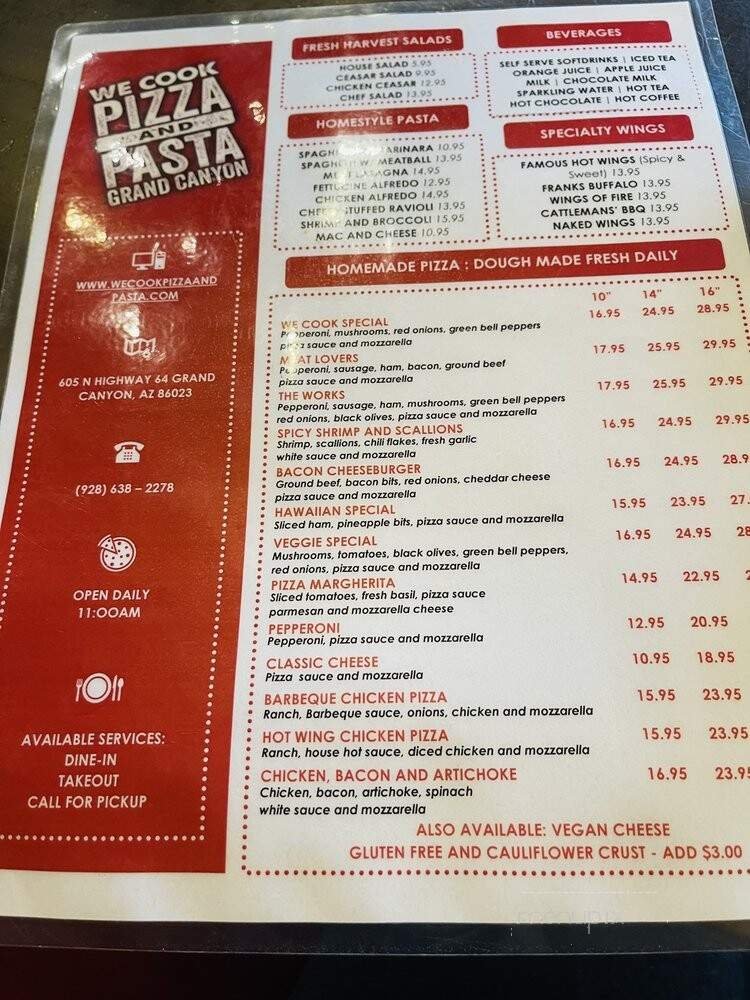 WE COOK
PIZZA
AND
PASTA
GRAND CANYON
WWW.WECOOKPIZZAAND
PASTA.COM
605 N HIGHWAY 64 GRAND
CANYON, AZ 86023
(928) 638 – 2278
OPEN DAILY
11:00AM
AVAILABLE SERVICES:
DINE-IN
TAKEOUT
CALL FOR PICKUP
FRESH HARVEST SALADS
HOUSE SALAD 5.95
CEASAR SALAD 9.95
CHICKEN CEASAR 12.95
CHEF SALAD 13.95
HOMESTYLE PASTA
MARINARA 10.95
MEATBALL 13.95
LASAGNA 14.95
FETTUCINE ALFREDO 12.95
CHICKEN ALFREDO 14.95
STUFFED RAVIOLI 13.95
SHRIMP AND BROCCOLI 15.95
MAC AND CHEESE 10.95
BEVERAGES
SELF SERVE SOFTDRINKS | ICED TEA
ORANGE JUICE | APPLE JUICE
MILK | CHOCOLATE MILK
SPARKLING WATER | HOT TEA
HOT CHOCOLATE | HOT COFFEE
SPECIALTY WINGS
FAMOUS HOT WINGS (Spicy &
Sweet) 13.95
FRANKS BUFFALO 13.95
WINGS OF FIRE 13.95
CATTLEMANS' BBQ 13.95
NAKED WINGS 13.95
HOMEMADE PIZZA : DOUGH MADE FRESH DAILY
10" 14" 16"
WE COOK SPECIAL 16.95 24.95 28.95
Pepperoni, mushrooms, red onions, green bell peppers
pizza sauce and mozzarella
MEAT LOVERS 17.95 25.95 29.95
Pepperoni, sausage, ham, bacon, ground beef
pizza sauce and mozzarella
THE WORKS 17.95 25.95 29.95
Pepperoni, sausage, ham, mushrooms, green bell peppers
red onions, black olives, pizza sauce and mozzarella
SPICY SHRIMP AND SCALLIONS 16.95 24.95 29.95
Shrimp, scallions, chili flakes, fresh garlic
white sauce and mozzarella
BACON CHEESEBURGER 16.95 24.95 28.9
Ground beef, bacon bits, red onions, cheddar cheese
pizza sauce and mozzarella
HAWAIIAN SPECIAL 15.95 23.95 27.
Sliced ham, pineapple bits, pizza sauce and mozzarella
VEGGIE SPECIAL 16.95 24.95 28
Mushrooms, tomatoes, black olives, green bell peppers,
red onions, pizza sauce and mozzarella
PIZZA MARGHERITA 14.95 22.95 2
Sliced tomatoes, fresh basil, pizza sauce
parmesan and mozzarella cheese
PEPPERONI 12.95 20.95
Pepperoni, pizza sauce and mozzarella
CLASSIC CHEESE 10.95 18.95
Pizza sauce and mozzarella
BARBEQUE CHICKEN PIZZA 15.95 23.95
Ranch, Barbeque sauce, onions, chicken and mozzarella
HOT WING CHICKEN PIZZA 15.95 23.95
Ranch, house hot sauce, diced chicken and mozzarella
CHICKEN, BACON AND ARTICHOKE 16.95 23.95
Chicken, bacon, artichoke, spinach
white sauce and mozzarella
ALSO AVAILABLE: VEGAN CHEESE
GLUTEN FREE AND CAULIFLOWER CRUST - ADD $3.00